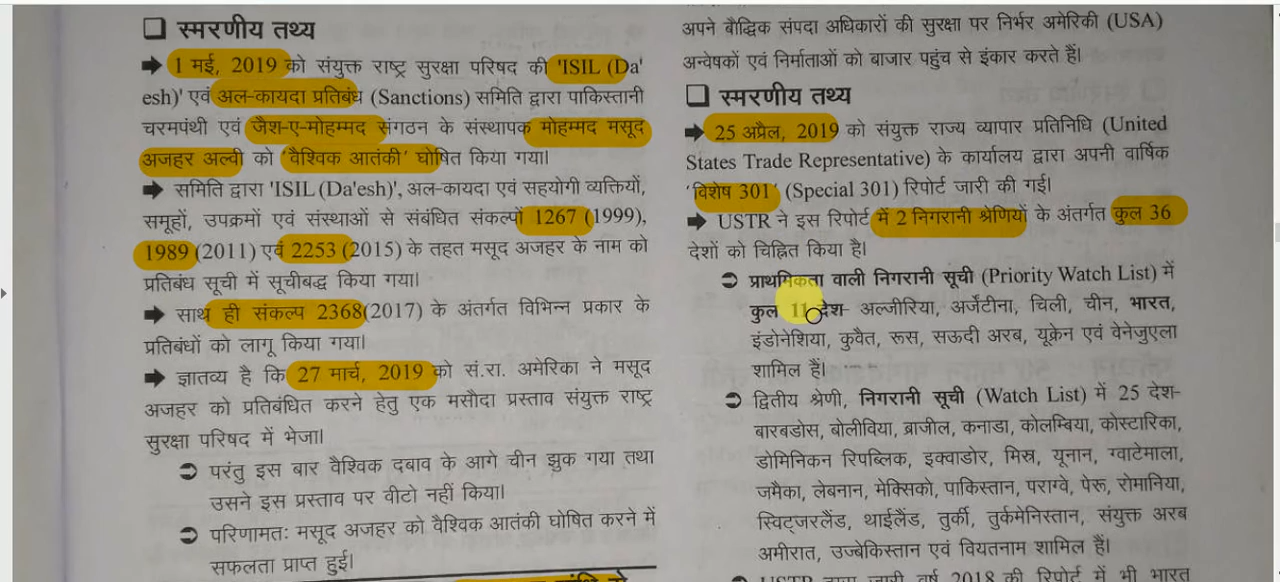 ❑ स्मरणीय तथ्य
➡ 1 मई, 2019 को संयुक्त राष्ट्र सुरक्षा परिषद की 'ISIL (Da'
esh)' एवं अल-कायदा प्रतिबंध (Sanctions) समिति द्वारा पाकिस्तानी
चरमपंथी एवं जैश-ए-मोहम्मद संगठन के संस्थापक मोहम्मद मसूद
अजहर अल्वी को 'वैश्विक आतंकी' घोषित किया गया।
➡ समिति द्वारा 'ISIL (Da'esh)', अल-कायदा एवं सहयोगी व्यक्तियों,
समूहों, उपक्रमों एवं संस्थाओं से संबंधित संकल्पों 1267 (1999),
1989 (2011) एवं 2253 (2015) के तहत मसूद अजहर के नाम को
प्रतिबंध सूची में सूचीबद्ध किया गया।
➡ साथ ही संकल्प 2368(2017) के अंतर्गत विभिन्न प्रकार के
प्रतिबंधों को लागू किया गया।
➡ ज्ञातव्य है कि 27 मार्च, 2019 को सं.रा. अमेरिका ने मसूद
अजहर को प्रतिबंधित करने हेतु एक मसौदा प्रस्ताव संयुक्त राष्ट्र
सुरक्षा परिषद में भेजा।
➲ परंतु इस बार वैश्विक दबाव के आगे चीन झुक गया तथा
उसने इस प्रस्ताव पर वीटो नहीं किया।
➲ परिणामतः मसूद अजहर को वैश्विक आतंकी घोषित करने में
सफलता प्राप्त हुई।
अपने बौद्धिक संपदा अधिकारों की सुरक्षा पर निर्भर अमेरिकी (USA)
अन्वेषकों एवं निर्माताओं को बाजार पहुंच से इंकार करते हैं।
❑ स्मरणीय तथ्य
➡ 25 अप्रैल, 2019 को संयुक्त राज्य व्यापार प्रतिनिधि (United
States Trade Representative) के कार्यालय द्वारा अपनी वार्षिक
'विशेष 301' (Special 301) रिपोर्ट जारी की गई।
➡ USTR ने इस रिपोर्ट में 2 निगरानी श्रेणियों के अंतर्गत कुल 36
देशों को चिह्नित किया है।
➲ प्राथमिकता वाली निगरानी सूची (Priority Watch List) में
कुल 11 देश- अल्जीरिया, अर्जेंटीना, चिली, चीन, भारत,
इंडोनेशिया, कुवैत, रूस, सऊदी अरब, यूक्रेन एवं वेनेजुएला
शामिल हैं।
➲ द्वितीय श्रेणी, निगरानी सूची (Watch List) में 25 देश-
बारबडोस, बोलीविया, ब्राजील, कनाडा, कोलम्बिया, कोस्टारिका,
डोमिनिकन रिपब्लिक, इक्वाडोर, मिस्र, यूनान, ग्वाटेमाला,
जमैका, लेबनान, मेक्सिको, पाकिस्तान, पराग्वे, पेरू, रोमानिया,
स्विट्जरलैंड, थाईलैंड, तुर्की, तुर्कमेनिस्तान, संयुक्त अरब
अमीरात, उज्बेकिस्तान एवं वियतनाम शामिल हैं।
➲ USTR द्वारा जारी वर्ष 2018 की रिपोर्ट में भी भारत